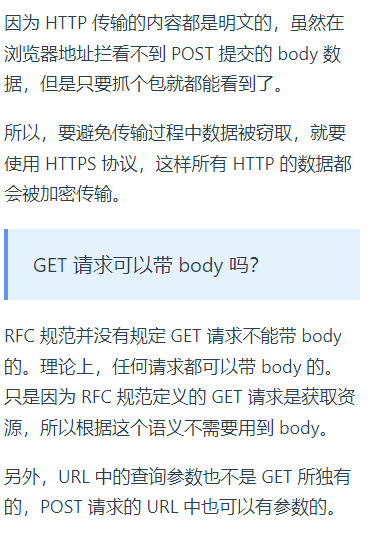 因为 HTTP 传输的内容都是明文的，虽然在
浏览器地址拦看不到 POST 提交的 body 数
据，但是只要抓个包就都能看到了。
所以，要避免传输过程中数据被窃取，就要
使用 HTTPS 协议，这样所有 HTTP 的数据都
会被加密传输。
GET 请求可以带 body 吗？
RFC 规范并没有规定 GET 请求不能带 body
的。理论上，任何请求都可以带 body 的。
只是因为 RFC 规范定义的 GET 请求是获取资
源，所以根据这个语义不需要用到 body。
另外，URL 中的查询参数也不是 GET 所独有
的，POST 请求的 URL 中也可以有参数的。